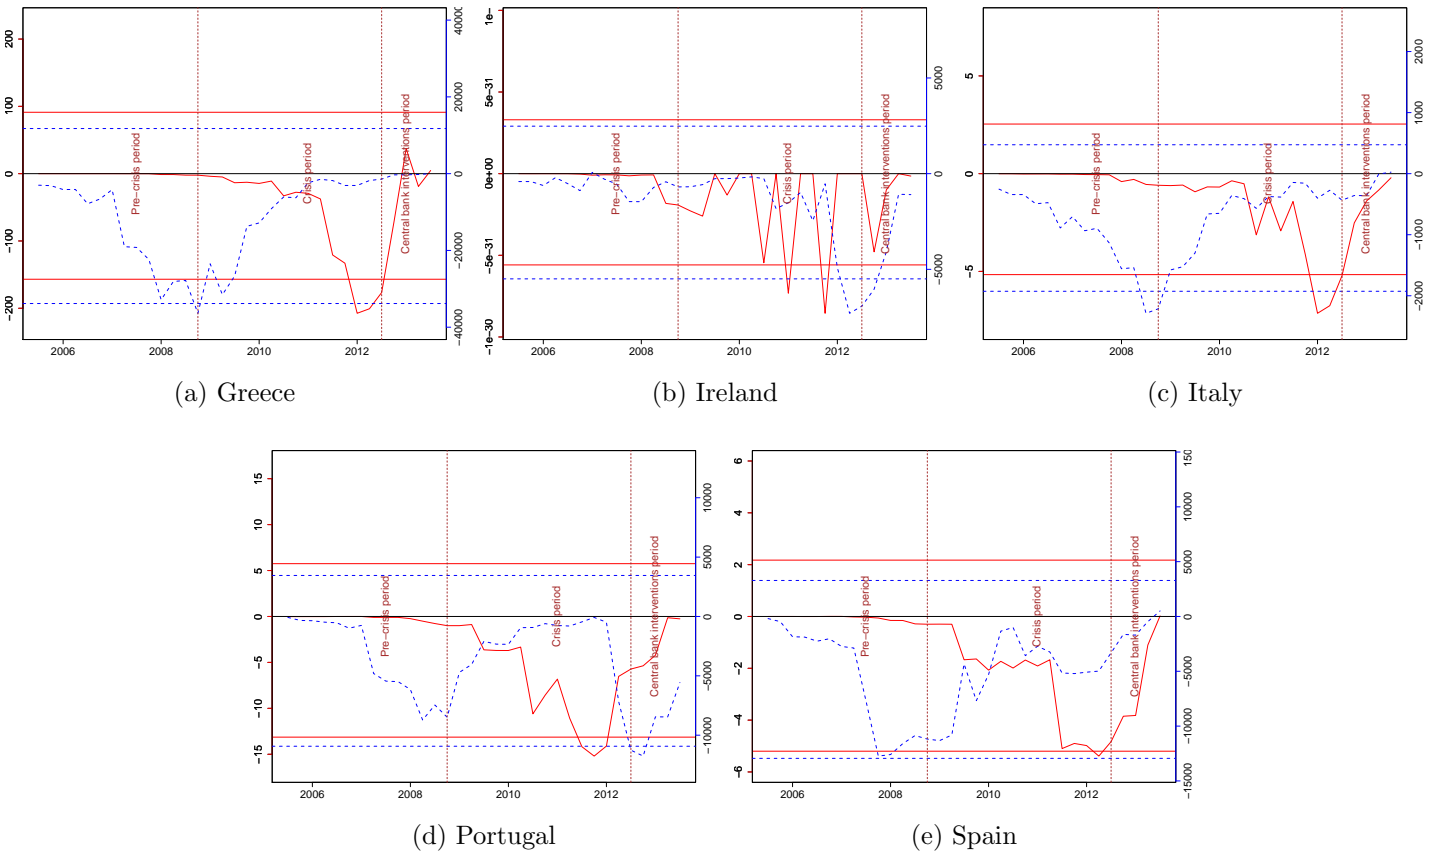 200
100
0
−100
−200
40000
20000
0
−20000
−40000
Pre−crisis period
Crisis period
Central bank interventions period
2006 2008 2010 2012
(a) Greece
1e−
5e−31
0e+00
−5e−31
−1e−30
5000
0
−5000
Pre−crisis period
Crisis period
Central bank interventions period
2006 2008 2010 2012
(b) Ireland
5
0
−5
2000
1000
0
−1000
−2000
Pre−crisis period
Crisis period
Central bank interventions period
2006 2008 2010 2012
(c) Italy
15
10
5
0
−5
−10
−15
10000
5000
0
−5000
−10000
Pre−crisis period
Crisis period
Central bank interventions period
2006 2008 2010 2012
(d) Portugal
6
4
2
0
−2
−4
−6
150
10000
5000
0
−5000
−10000
−15000
Pre−crisis period
Crisis period
Central bank interventions period
2006 2008 2010 2012
(e) Spain